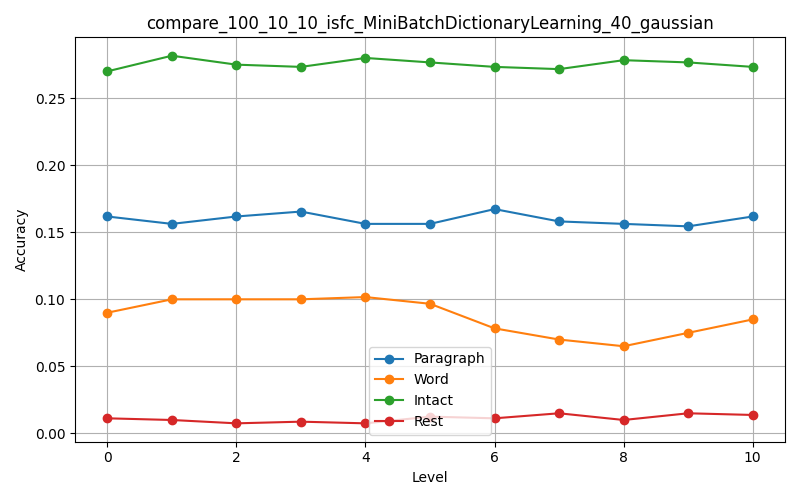 compare_100_10_10_isfc_MiniBatchDictionaryLearning_40_gaussian
0.25
0.20
0.15
0.10
0.05
0.00
Accuracy
Paragraph
Word
Intact
Rest
0 2 4 6 8 10
Level